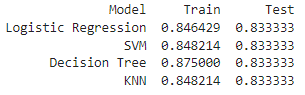 Model Train Test
Logistic Regression 0.846429 0.833333
SVM 0.848214 0.833333
Decision Tree 0.875000 0.833333
KNN 0.848214 0.833333